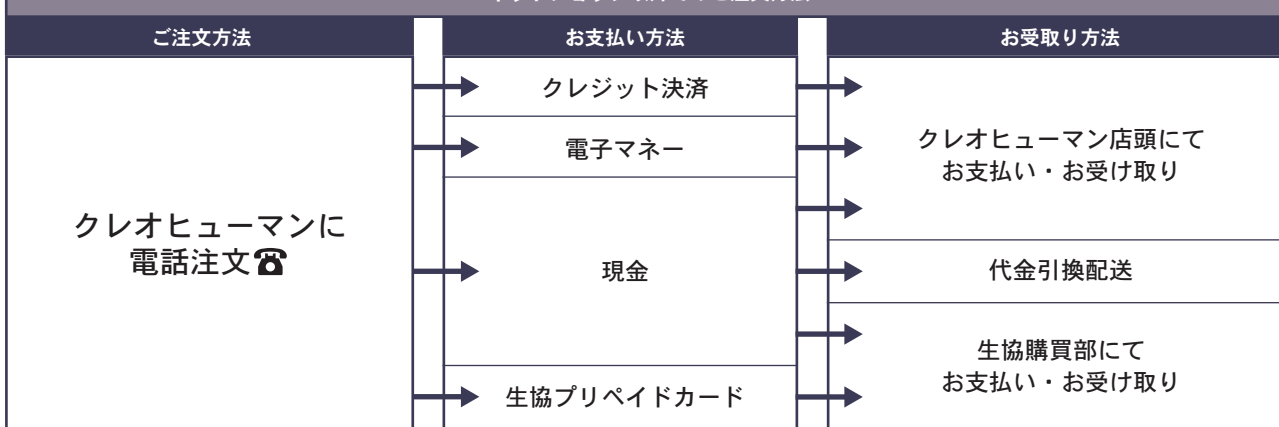 ご注文方法
お支払い方法
お受取り方法
クレオヒューマンに
電話注文☎
クレジット決済
電子マネー
現金
生協プリペイドカード
クレオヒューマン店頭にて
お支払い・お受け取り
代金引換配送
生協購買部にて
お支払い・お受け取り